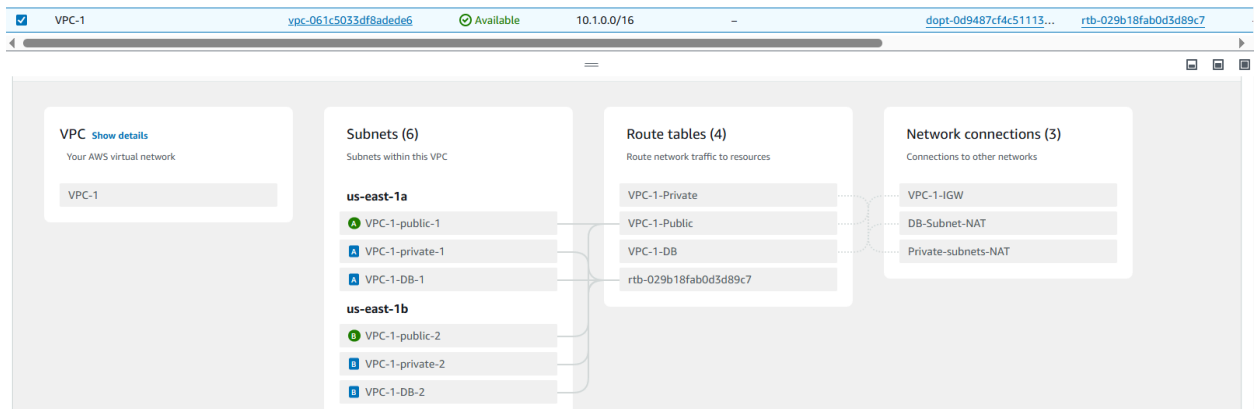 VPC-1 vpc-061c5033df8adede6 Available 10.1.0.0/16 – dopt-0d9487cf4c51113... rtb-029b18fab0d3d89c7
VPC Show details
Your AWS virtual network
VPC-1
Subnets (6)
Subnets within this VPC
us-east-1a
A VPC-1-public-1
A VPC-1-private-1
A VPC-1-DB-1
us-east-1b
B VPC-1-public-2
B VPC-1-private-2
B VPC-1-DB-2
Route tables (4)
Route network traffic to resources
VPC-1-Private
VPC-1-Public
VPC-1-DB
rtb-029b18fab0d3d89c7
Network connections (3)
Connections to other networks
VPC-1-IGW
DB-Subnet-NAT
Private-subnets-NAT